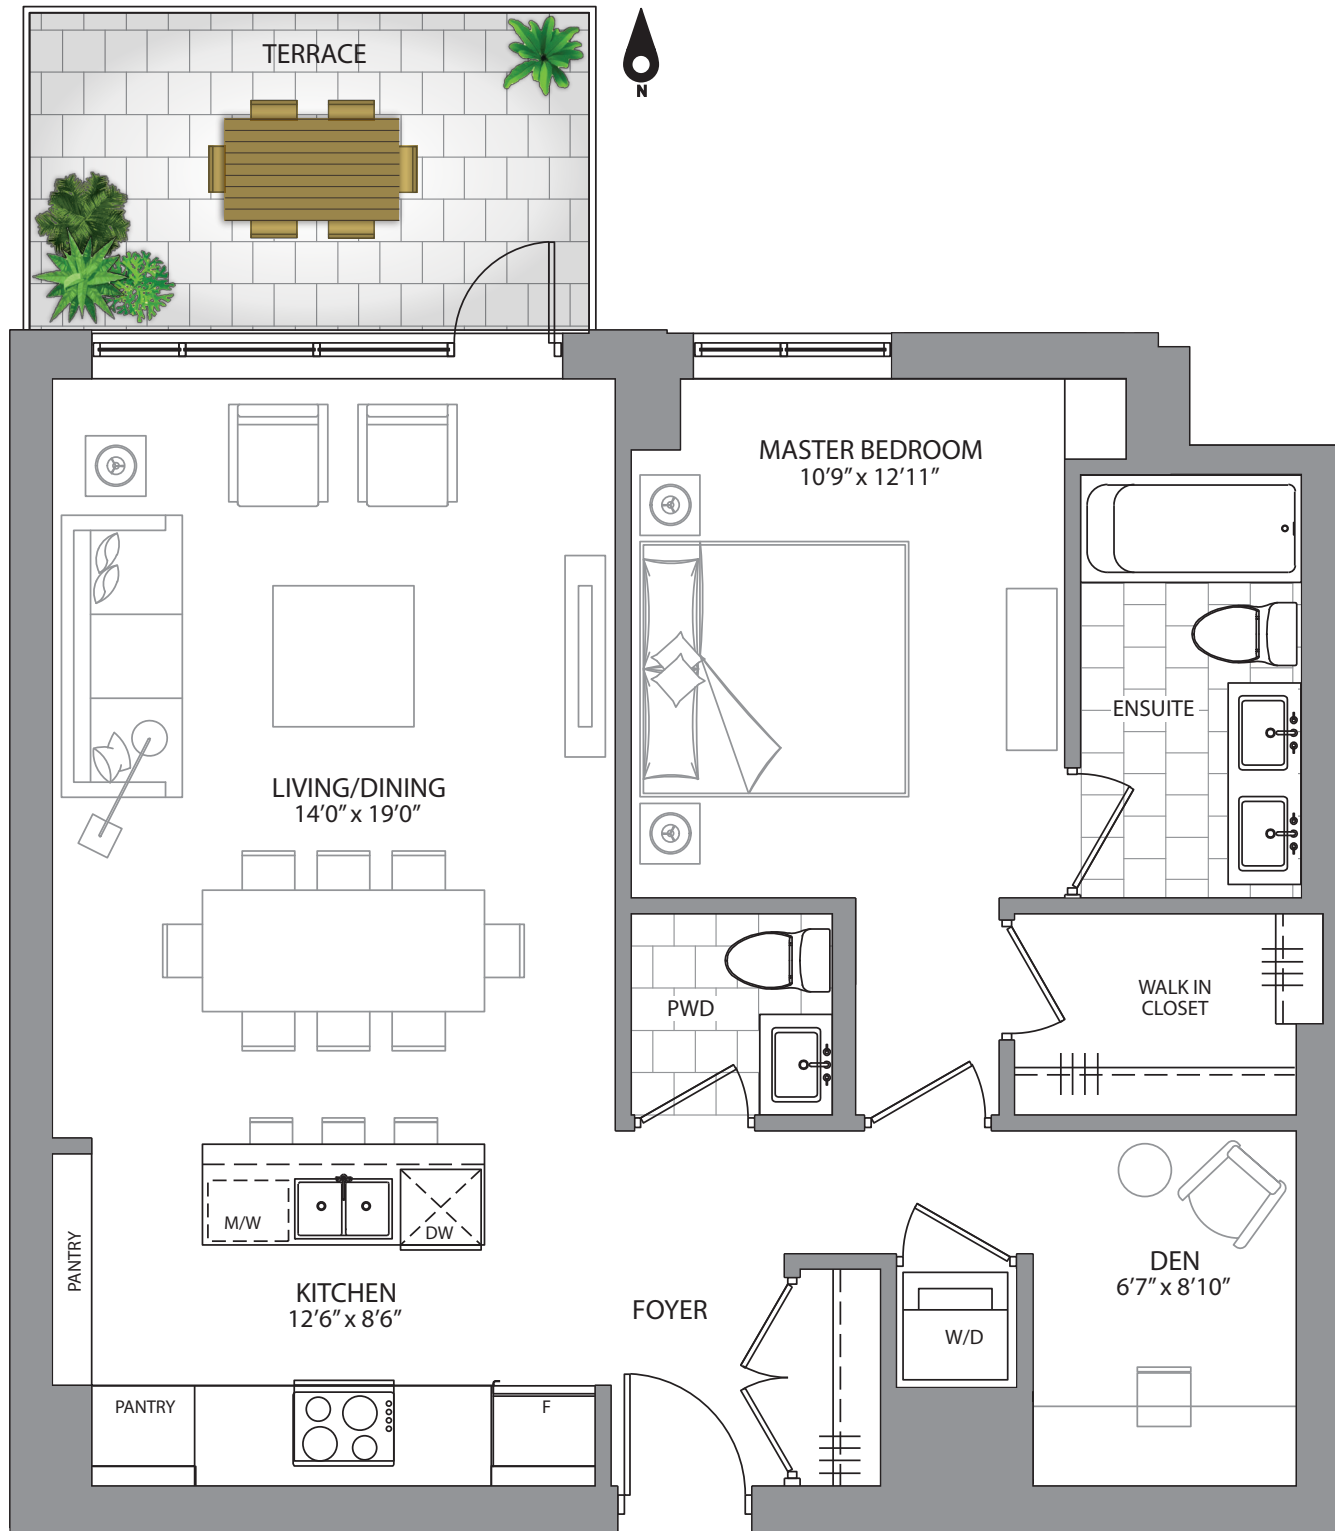 TERRACE
N
MASTER BEDROOM
10’9” x 12’11”
ENSUITE
LIVING/DINING
14’0” x 19’0”
WALK IN
CLOSET
PWD
M/W
DW
PANTRY
KITCHEN
12’6” x 8’6”
FOYER
W/D
DEN
6’7” x 8’10”
PANTRY
F